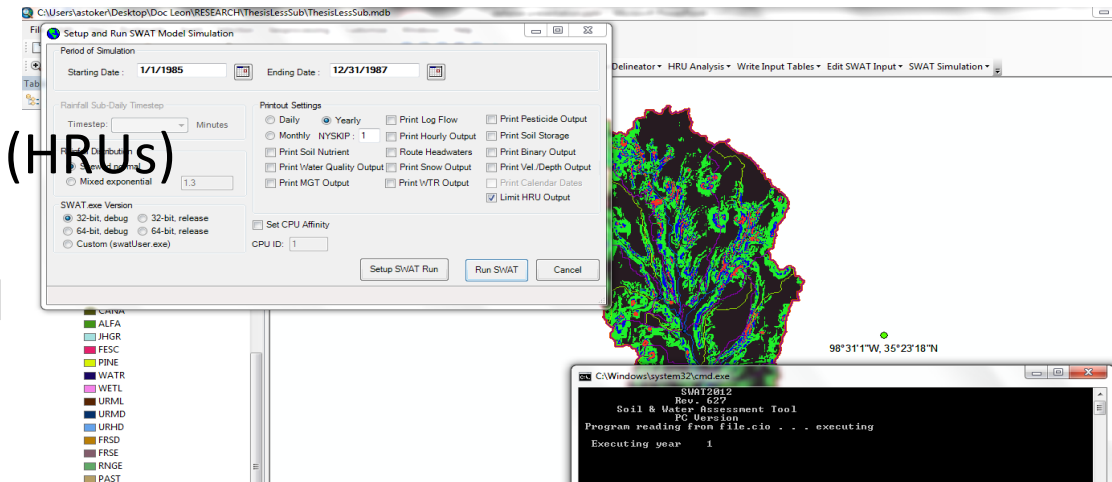 C:\Users\astoker\Desktop\Doc Leon\RESEARCH\ThesisLessSub\ThesisLessSub.mdb
Setup and Run SWAT Model Simulation
Period of Simulation
Starting Date : 1/1/1985 Ending Date : 12/31/1987
Delineator HRU Analysis Write Input Tables Edit SWAT Input SWAT Simulation
Tab
Rainfall Sub-Daily Timestep
Timestep: Minutes
Printout Settings
Daily Yearly Print Log Flow Print Pesticide Output
Monthly NYSKIP : 1 Print Hourly Output Print Soil Storage
Print Soil Nutrient Route Headwaters Print Binary Output
Print Water Quality Output Print Snow Output Print Vel./Depth Output
Print MGT Output Print WTR Output Print Calendar Dates
Limit HRU Output
(HRUs)
Rainfall Distribution
Skewed normal
Mixed exponential 1.3
SWAT.exe Version
32-bit, debug 32-bit, release
64-bit, debug 64-bit, release
Custom (swatUser.exe)
Set CPU Affinity
CPU ID: 1
Setup SWAT Run Run SWAT Cancel
CANA
ALFA
JHGR
FESC
PINE
WATR
WETL
URML
URMD
URHD
FRSD
FRSE
RNGE
PAST
98°31'1"W, 35°23'18"N
C:\Windows\system32\cmd.exe
SWAT2012
Rev. 627
Soil & Water Assessment Tool
PC Version
Program reading from file.cio . . . executing
Executing year 1